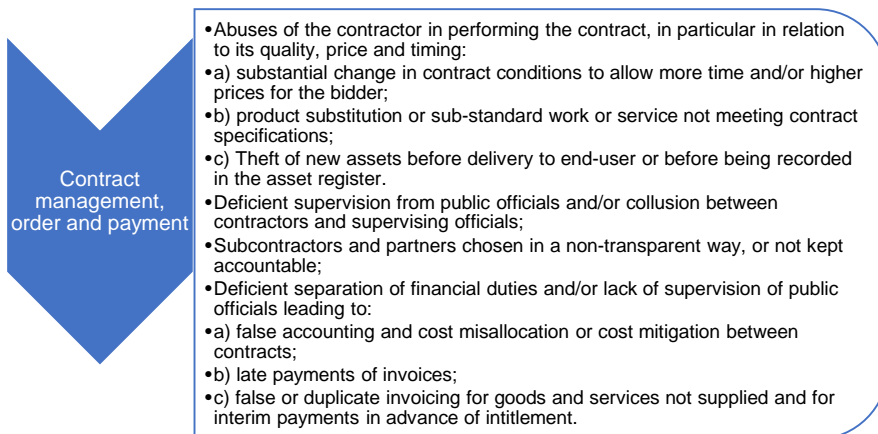 Contract
management,
order and payment
•Abuses of the contractor in performing the contract, in particular in relation
to its quality, price and timing:
•a) substantial change in contract conditions to allow more time and/or higher
prices for the bidder;
•b) product substitution or sub-standard work or service not meeting contract
specifications;
•c) Theft of new assets before delivery to end-user or before being recorded
in the asset register.
•Deficient supervision from public officials and/or collusion between
contractors and supervising officials;
•Subcontractors and partners chosen in a non-transparent way, or not kept
accountable;
•Deficient separation of financial duties and/or lack of supervision of public
officials leading to:
•a) false accounting and cost misallocation or cost mitigation between
contracts;
•b) late payments of invoices;
•c) false or duplicate invoicing for goods and services not supplied and for
interim payments in advance of intitlement.